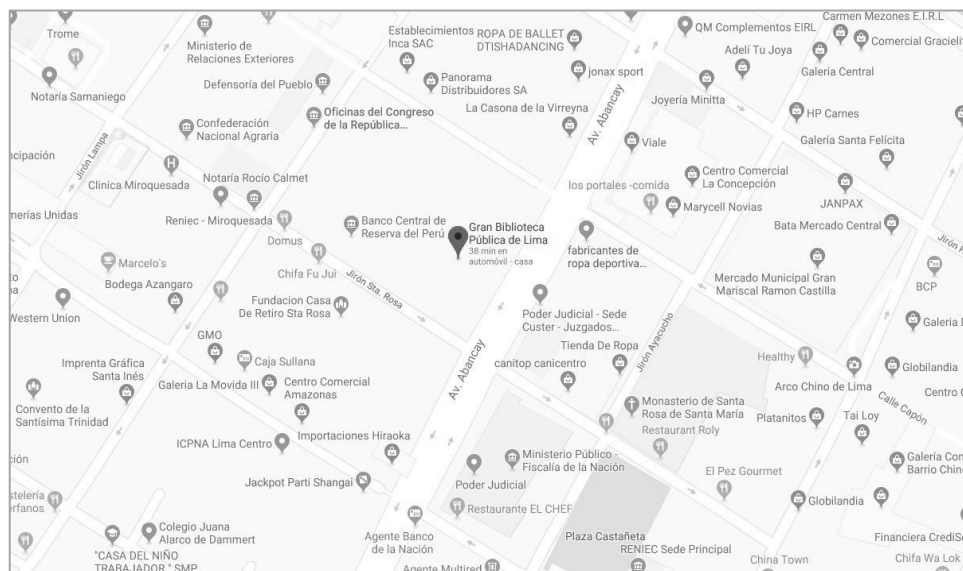 Trome
Ministerio de
Relaciones Exteriores
Establecimientos
Inca SAC
ROPA DE BALLET
DTISHADANCING
QM Complementos EIRL
Carmen Mezones E.I.R.L
Comercial Graciel
Adelí Tu Joya
Galeria Central
Notaría Samaniego
Defensoría del Pueblo
Panorama
Distribuidores SA
jonax sport
Joyería Minitta
La Casona de la Virreyna
HP Carnes
Confederación
Nacional Agraria
Oficinas del Congreso
de la República...
Av. Abancay
Viale
Galería Santa Felícita
Jirón Lampa
Clinica Miroquesada
Notaría Rocío Calmet
los portales -comida
Centro Comercial
La Concepción
JANPAX
Reniec - Miroquesada
Banco Central de
Reserva del Perú
Gran Biblioteca
Pública de Lima
38 min en
automóvil - casa
Marycell Novias
Bata Mercado Central
Domus
fabricantes de
ropa deportiva...
Marcelo's
Chifa Fu Jui
Jirón Sta. Rosa
Mercado Municipal Gran
Mariscal Ramon Castilla
BCP
Bodega Azangaro
Western Union
Fundacion Casa
De Retiro Sta Rosa
Poder Judicial - Sede
Custer - Juzgados...
Jirón Ayacucho
GMO
Tienda De Ropa
Imprenta Gráfica
Santa Inés
Caja Sullana
canitop canicentro
Healthy
Globilandia
Galeria La Movida III
Centro Comercial
Amazonas
Av. Abancay
Arco Chino de Lima
Calle Capón
Convento de la
Santísima Trinidad
Monasterio de Santa
Rosa de Santa María
Platanitos
Tai Loy
ICPNA Lima Centro
Importaciones Hiraoka
Restaurant Roly
Ministerio Público -
Fiscalía de la Nación
Barrio Chino
Jackpot Parti Shangai
Poder Judicial
El Pez Gourmet
Globilandia
Restaurante EL CHEF
Colegio Juana
Alarco de Dammert
Agente Banco
de la Nación
Plaza Castañeta
"CASA DEL NIÑO
TRABAJADOR " SMP
Agente Multired
RENIEC Sede Principal
China Town
Chifa Wa Lok